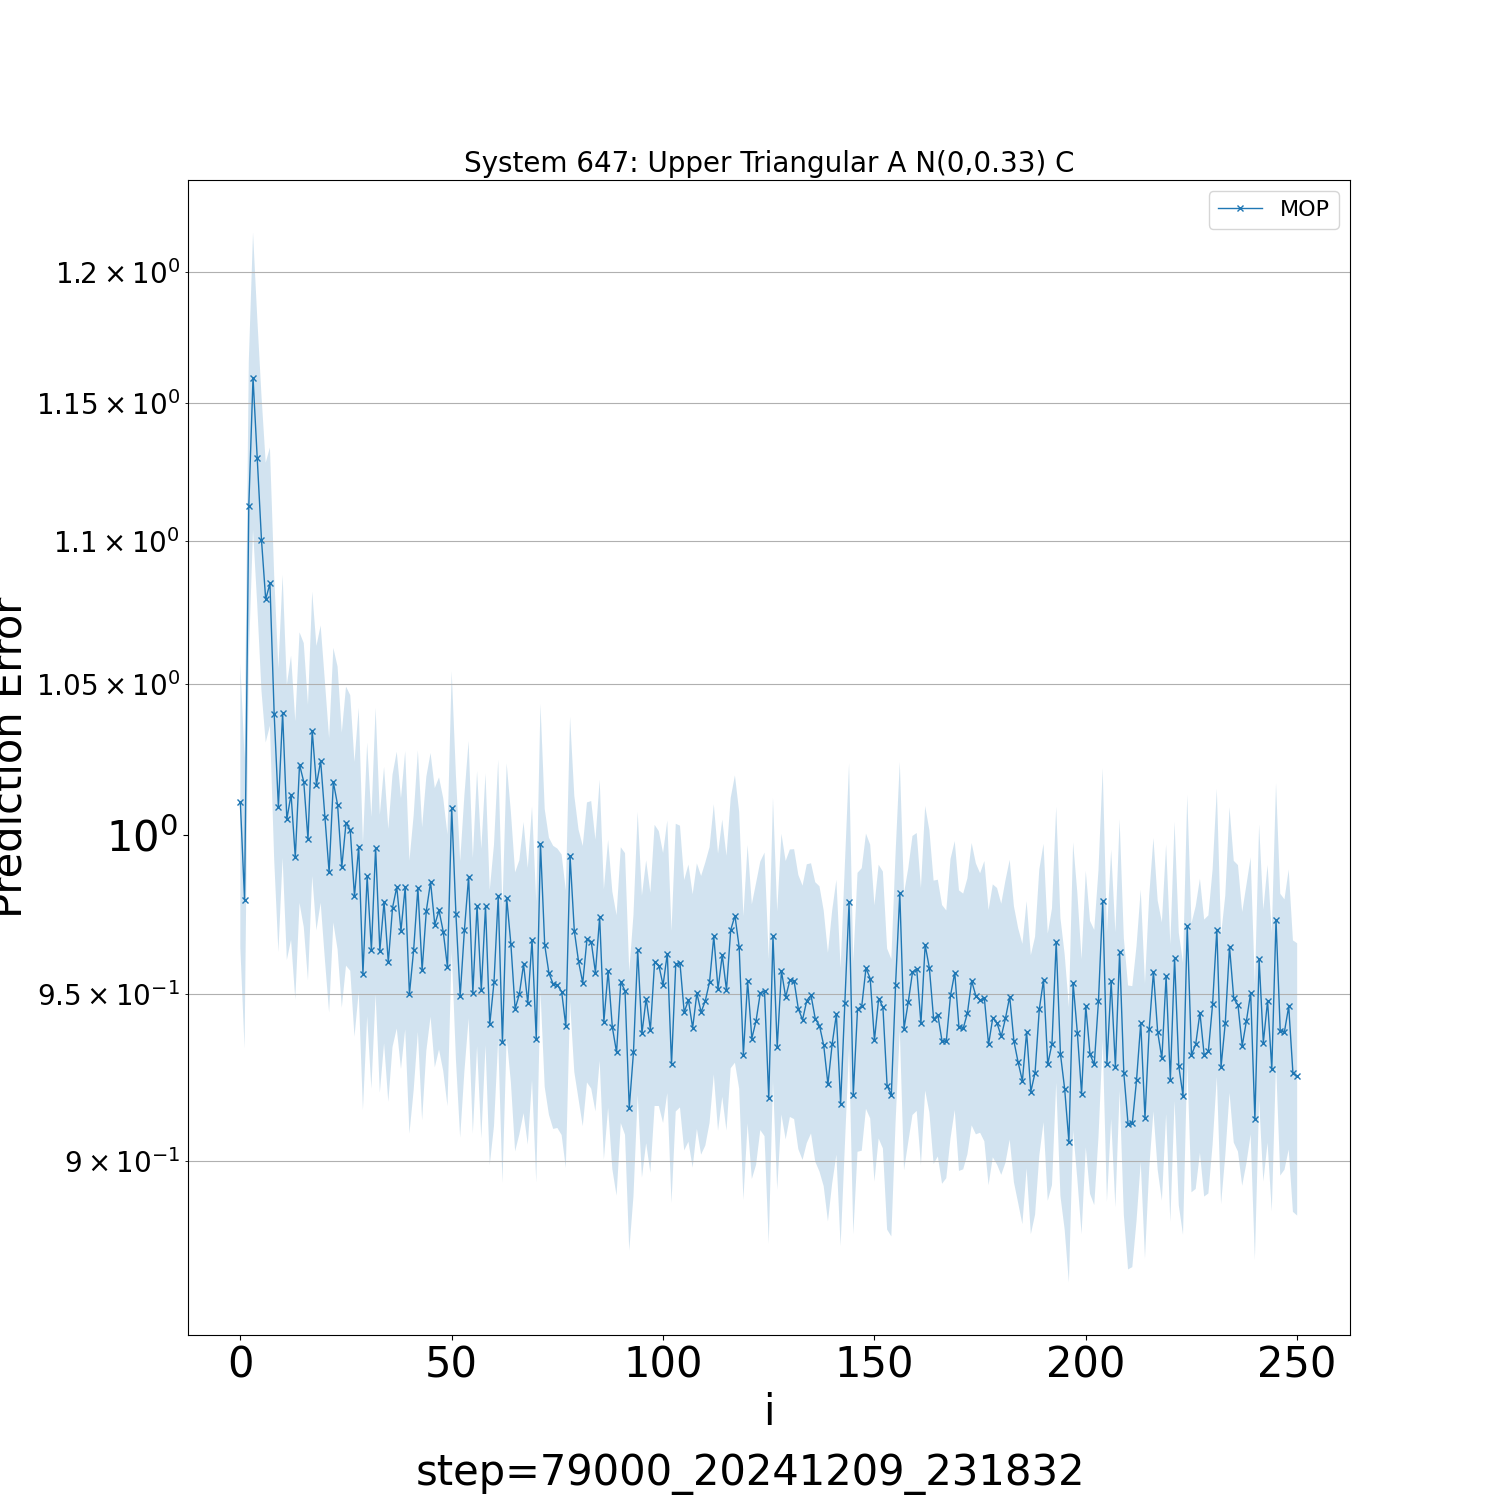 System 647: Upper Triangular A N(0,0.33) C
MOP
1.2 × 10⁰
1.15 × 10⁰
1.1 × 10⁰
1.05 × 10⁰
10⁰
9.5 × 10⁻¹
9 × 10⁻¹
Prediction Error
0 50 100 150 200 250
i
step=79000_20241209_231832